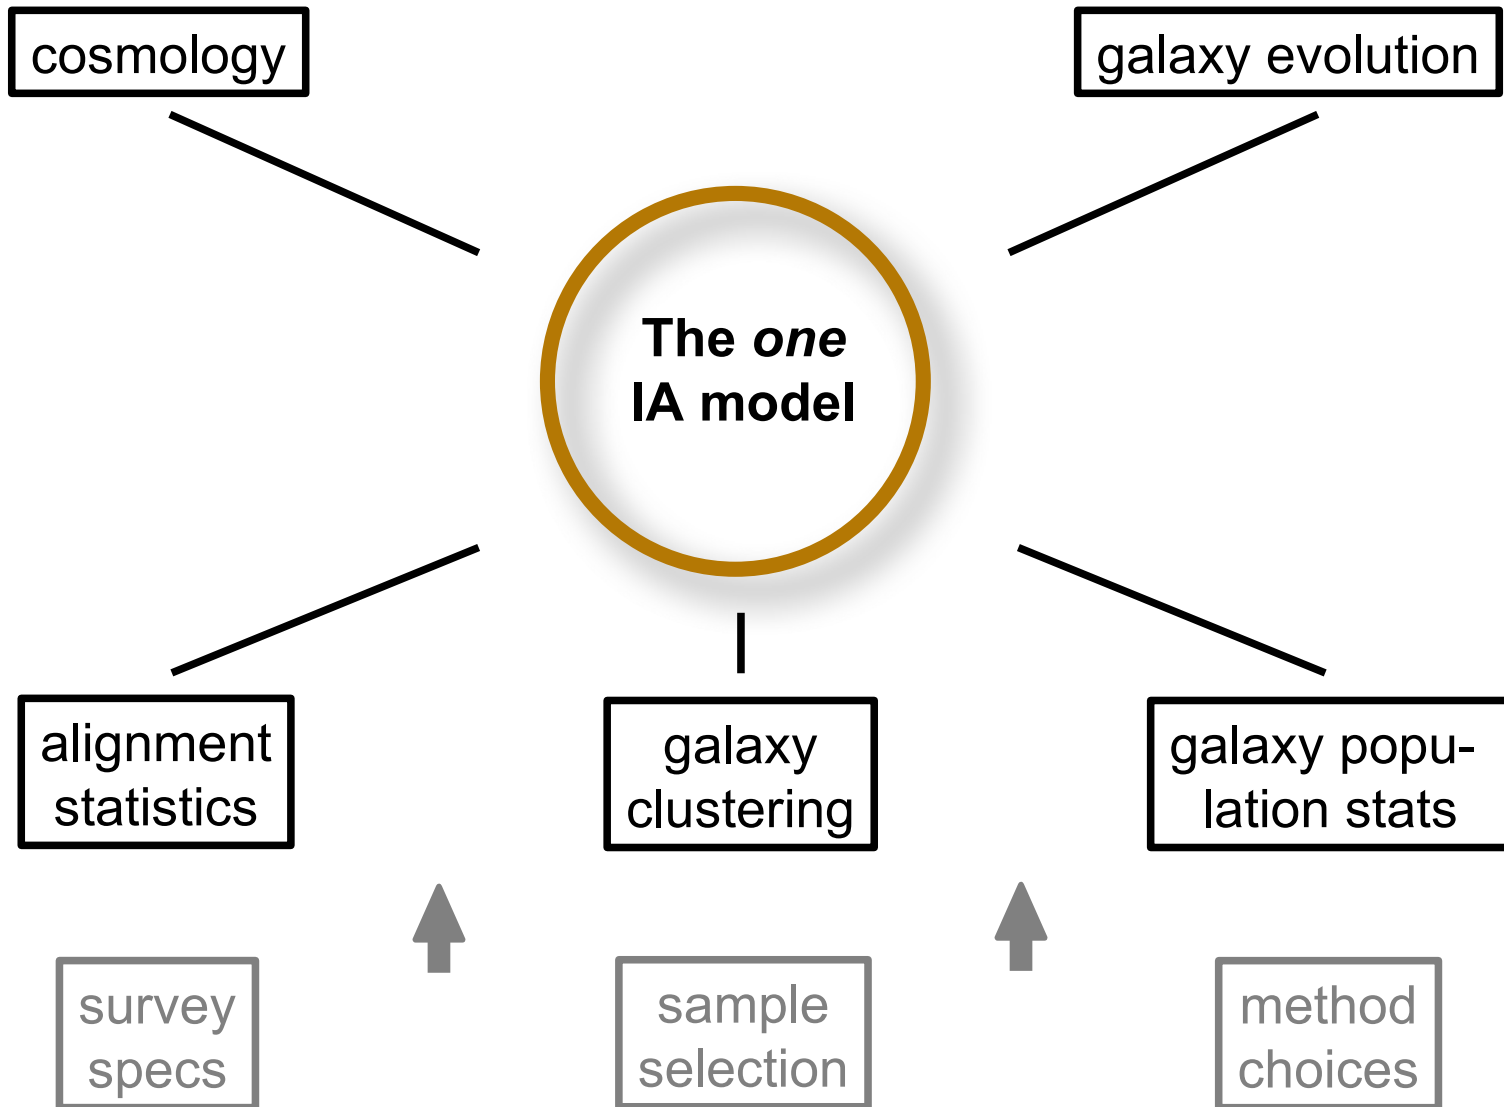 cosmology
galaxy evolution
The one
IA model
alignment
statistics
galaxy
clustering
galaxy popu-
lation stats
survey
specs
sample
selection
method
choices